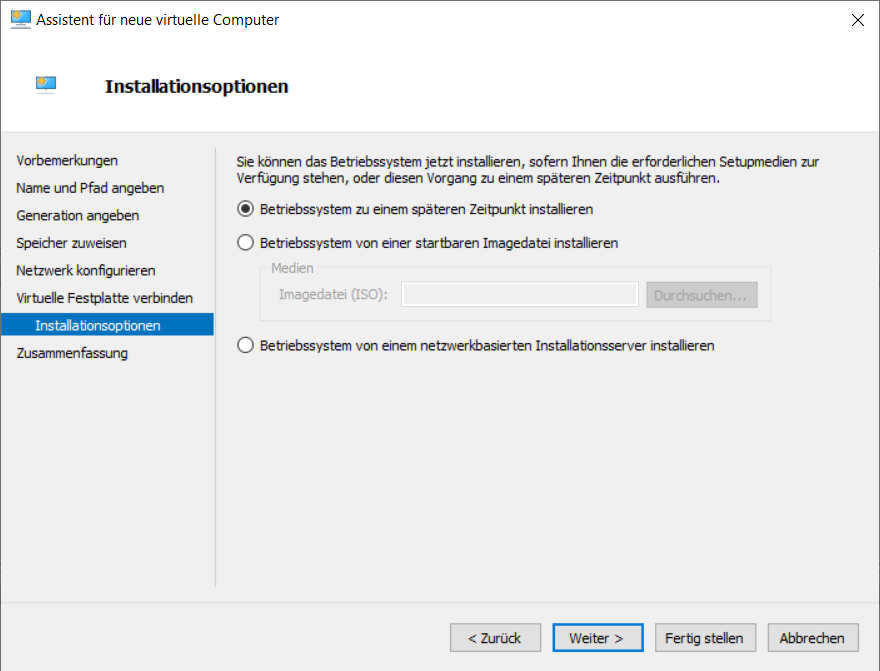 Assistent für neue virtuelle Computer
Installationsoptionen
Vorbemerkungen
Name und Pfad angeben
Generation angeben
Speicher zuweisen
Netzwerk konfigurieren
Virtuelle Festplatte verbinden
Installationsoptionen
Zusammenfassung
Sie können das Betriebssystem jetzt installieren, sofern Ihnen die erforderlichen Setupmedien zur
Verfügung stehen, oder diesen Vorgang zu einem späteren Zeitpunkt ausführen.
Betriebssystem zu einem späteren Zeitpunkt installieren
Betriebssystem von einer startbaren Imagedatei installieren
Medien
Imagedatei (ISO):
Durchsuchen...
Betriebssystem von einem netzwerkbasierten Installationsserver installieren
< Zurück
Weiter >
Fertig stellen
Abbrechen